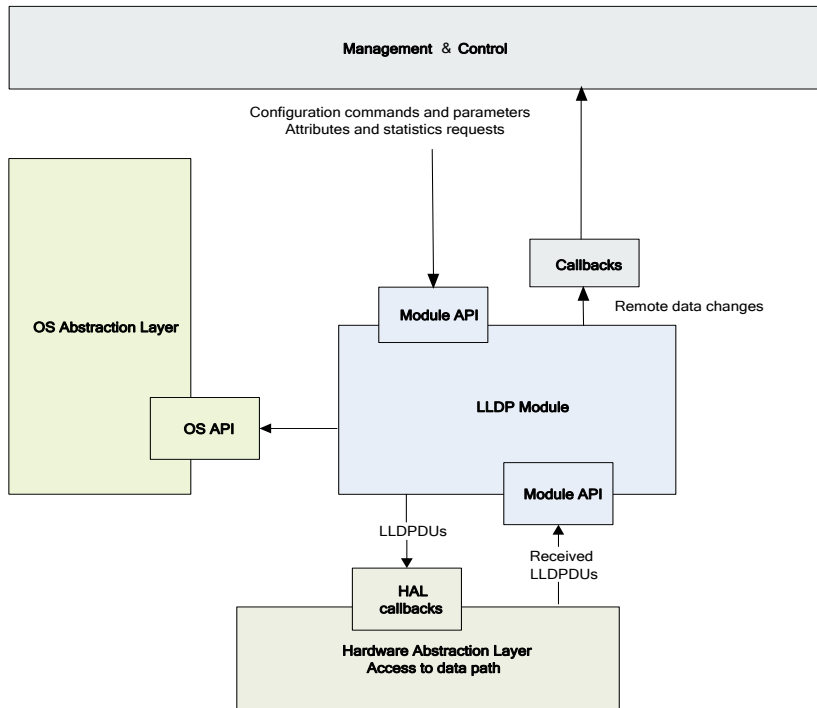 Management & Control
Configuration commands and parameters
Attributes and statistics requests
Callbacks
Remote data changes
Module API
OS Abstraction Layer
LLDP Module
OS API
Module API
LLDPDUs
Received
LLDPDUs
HAL
callbacks
Hardware Abstraction Layer
Access to data path